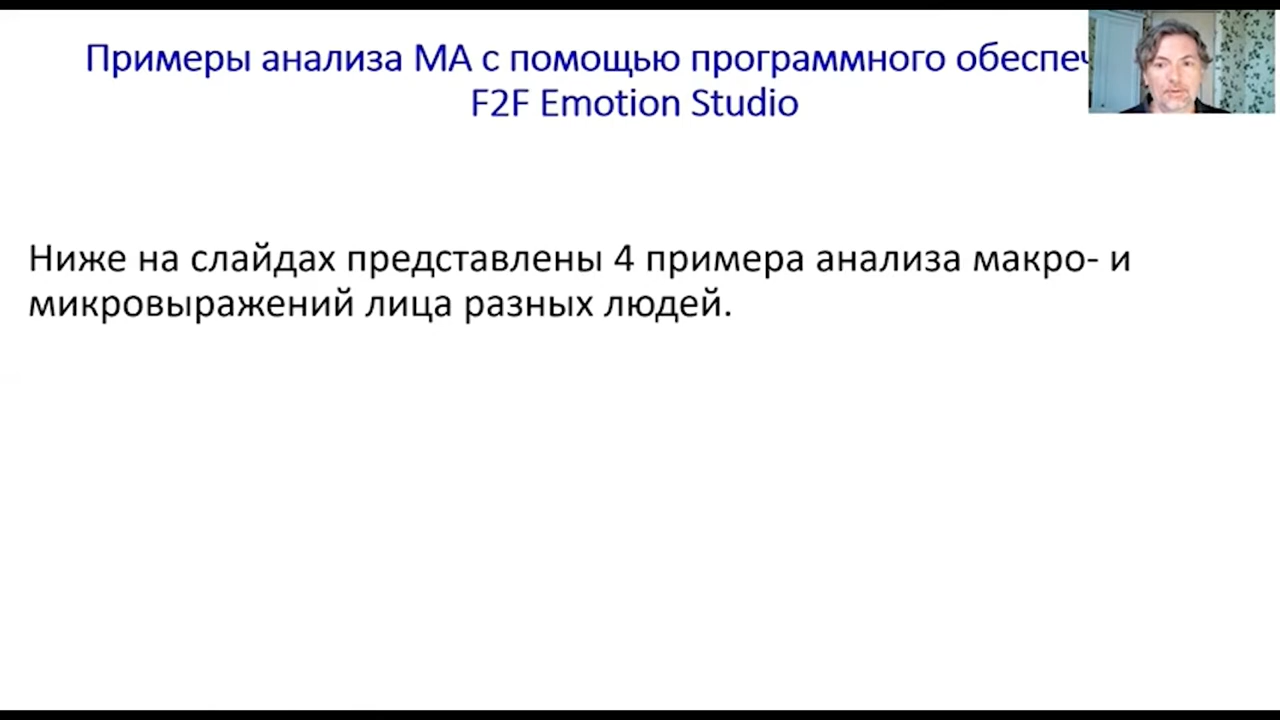 Примеры анализа МА с помощью программного обеспеч
F2F Emotion Studio
Ниже на слайдах представлены 4 примера анализа макро- и
микровыражений лица разных людей.